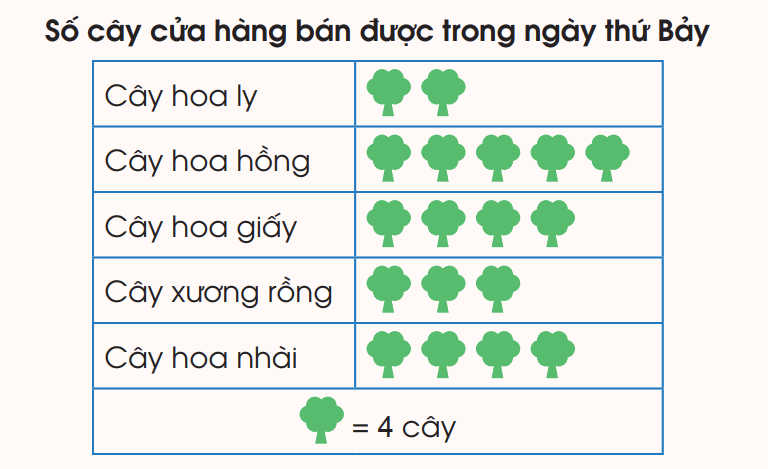 Số cây cửa hàng bán được trong ngày thứ Bảy
Cây hoa ly
Cây hoa hồng
Cây hoa giấy
Cây xương rồng
Cây hoa nhài
= 4 cây